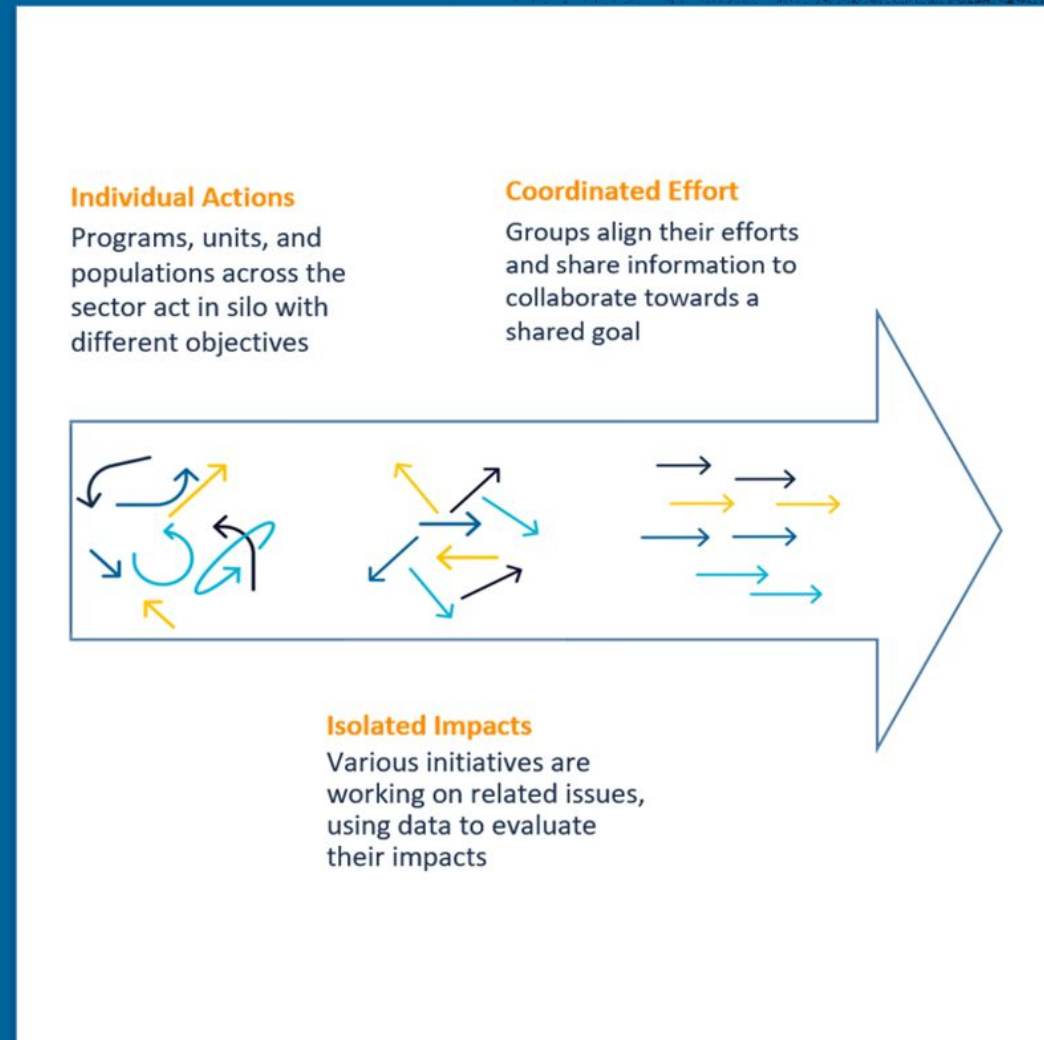 Individual Actions
Programs, units, and
populations across the
sector act in silo with
different objectives
Coordinated Effort
Groups align their efforts
and share information to
collaborate towards a
shared goal
Isolated Impacts
Various initiatives are
working on related issues,
using data to evaluate
their impacts